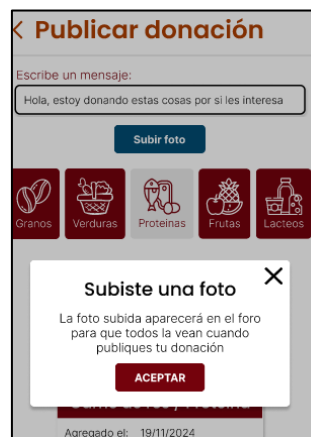 < Publicar donación
Escribe un mensaje:
Hola, estoy donando estas cosas por si les interesa
Subir foto
Granos Verduras Proteinas Frutas Lacteos
Subiste una foto
La foto subida aparecerá en el foro
para que todos la vean cuando
publiques tu donación
ACEPTAR
Agregado el: 19/11/2024